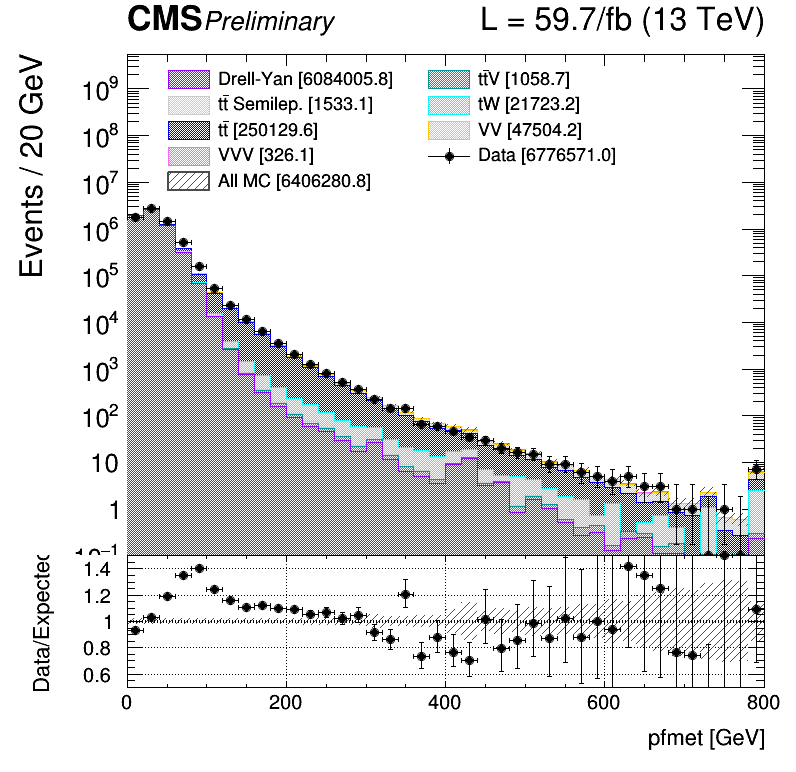 CMS Preliminary L = 59.7/fb (13 TeV)
Events / 20 GeV
Drell-Yan [6084005.8]
tt̄ Semilep. [1533.1]
tt̄ [250129.6]
VVV [326.1]
All MC [6406280.8]
tt̄V [1058.7]
tW [21723.2]
VV [47504.2]
Data [6776571.0]
10⁹
10⁸
10⁷
10⁶
10⁵
10⁴
10³
10²
10
1
10⁻¹
Data/Expected
1.4
1.2
1
0.8
0.6
0 200 400 600 800
pfmet [GeV]